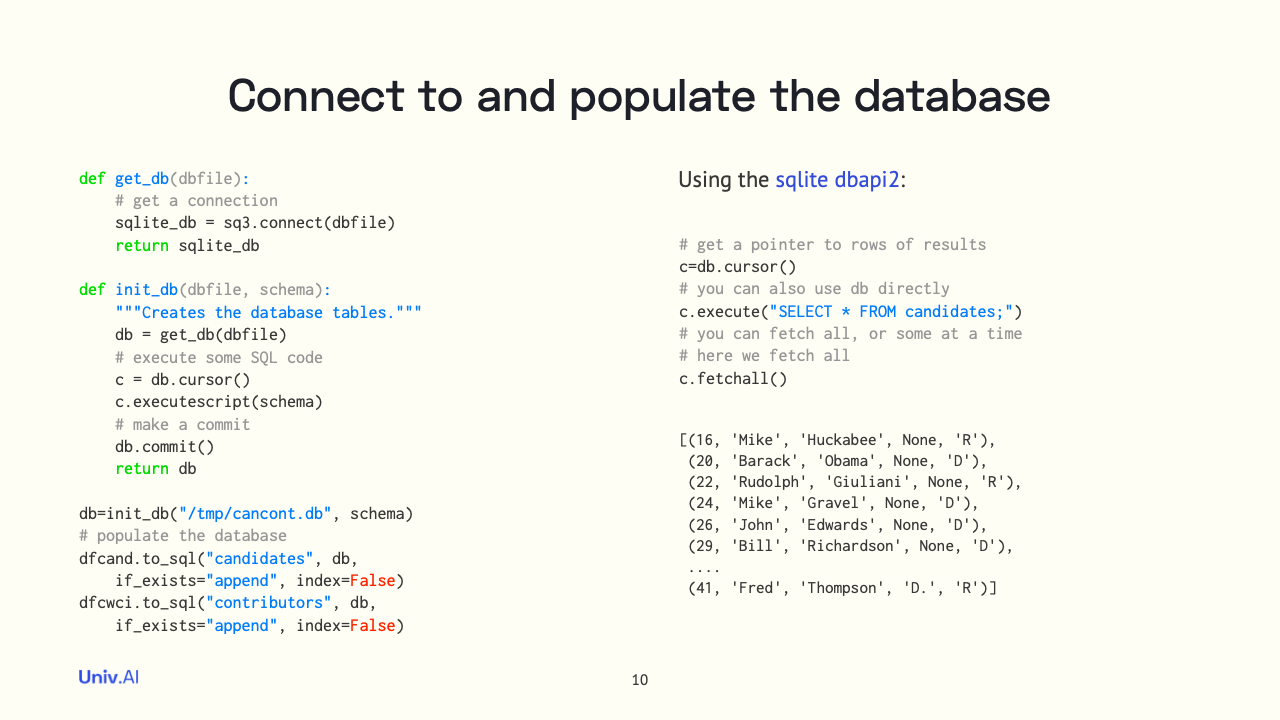 Connect to and populate the database
def get_db(dbfile):
    # get a connection
    sqlite_db = sq3.connect(dbfile)
    return sqlite_db

def init_db(dbfile, schema):
    """Creates the database tables."""
    db = get_db(dbfile)
    # execute some SQL code
    c = db.cursor()
    c.executescript(schema)
    # make a commit
    db.commit()
    return db

db=init_db("/tmp/cancont.db", schema)
# populate the database
dfcand.to_sql("candidates", db,
    if_exists="append", index=False)
dfcwci.to_sql("contributors", db,
    if_exists="append", index=False)
Using the sqlite dbapi2:
# get a pointer to rows of results
c=db.cursor()
# you can also use db directly
c.execute("SELECT * FROM candidates;")
# you can fetch all, or some at a time
# here we fetch all
c.fetchall()
[(16, 'Mike', 'Huckabee', None, 'R'),
 (20, 'Barack', 'Obama', None, 'D'),
 (22, 'Rudolph', 'Giuliani', None, 'R'),
 (24, 'Mike', 'Gravel', None, 'D'),
 (26, 'John', 'Edwards', None, 'D'),
 (29, 'Bill', 'Richardson', None, 'D'),
 ....
 (41, 'Fred', 'Thompson', 'D.', 'R')]
Univ.AI
10